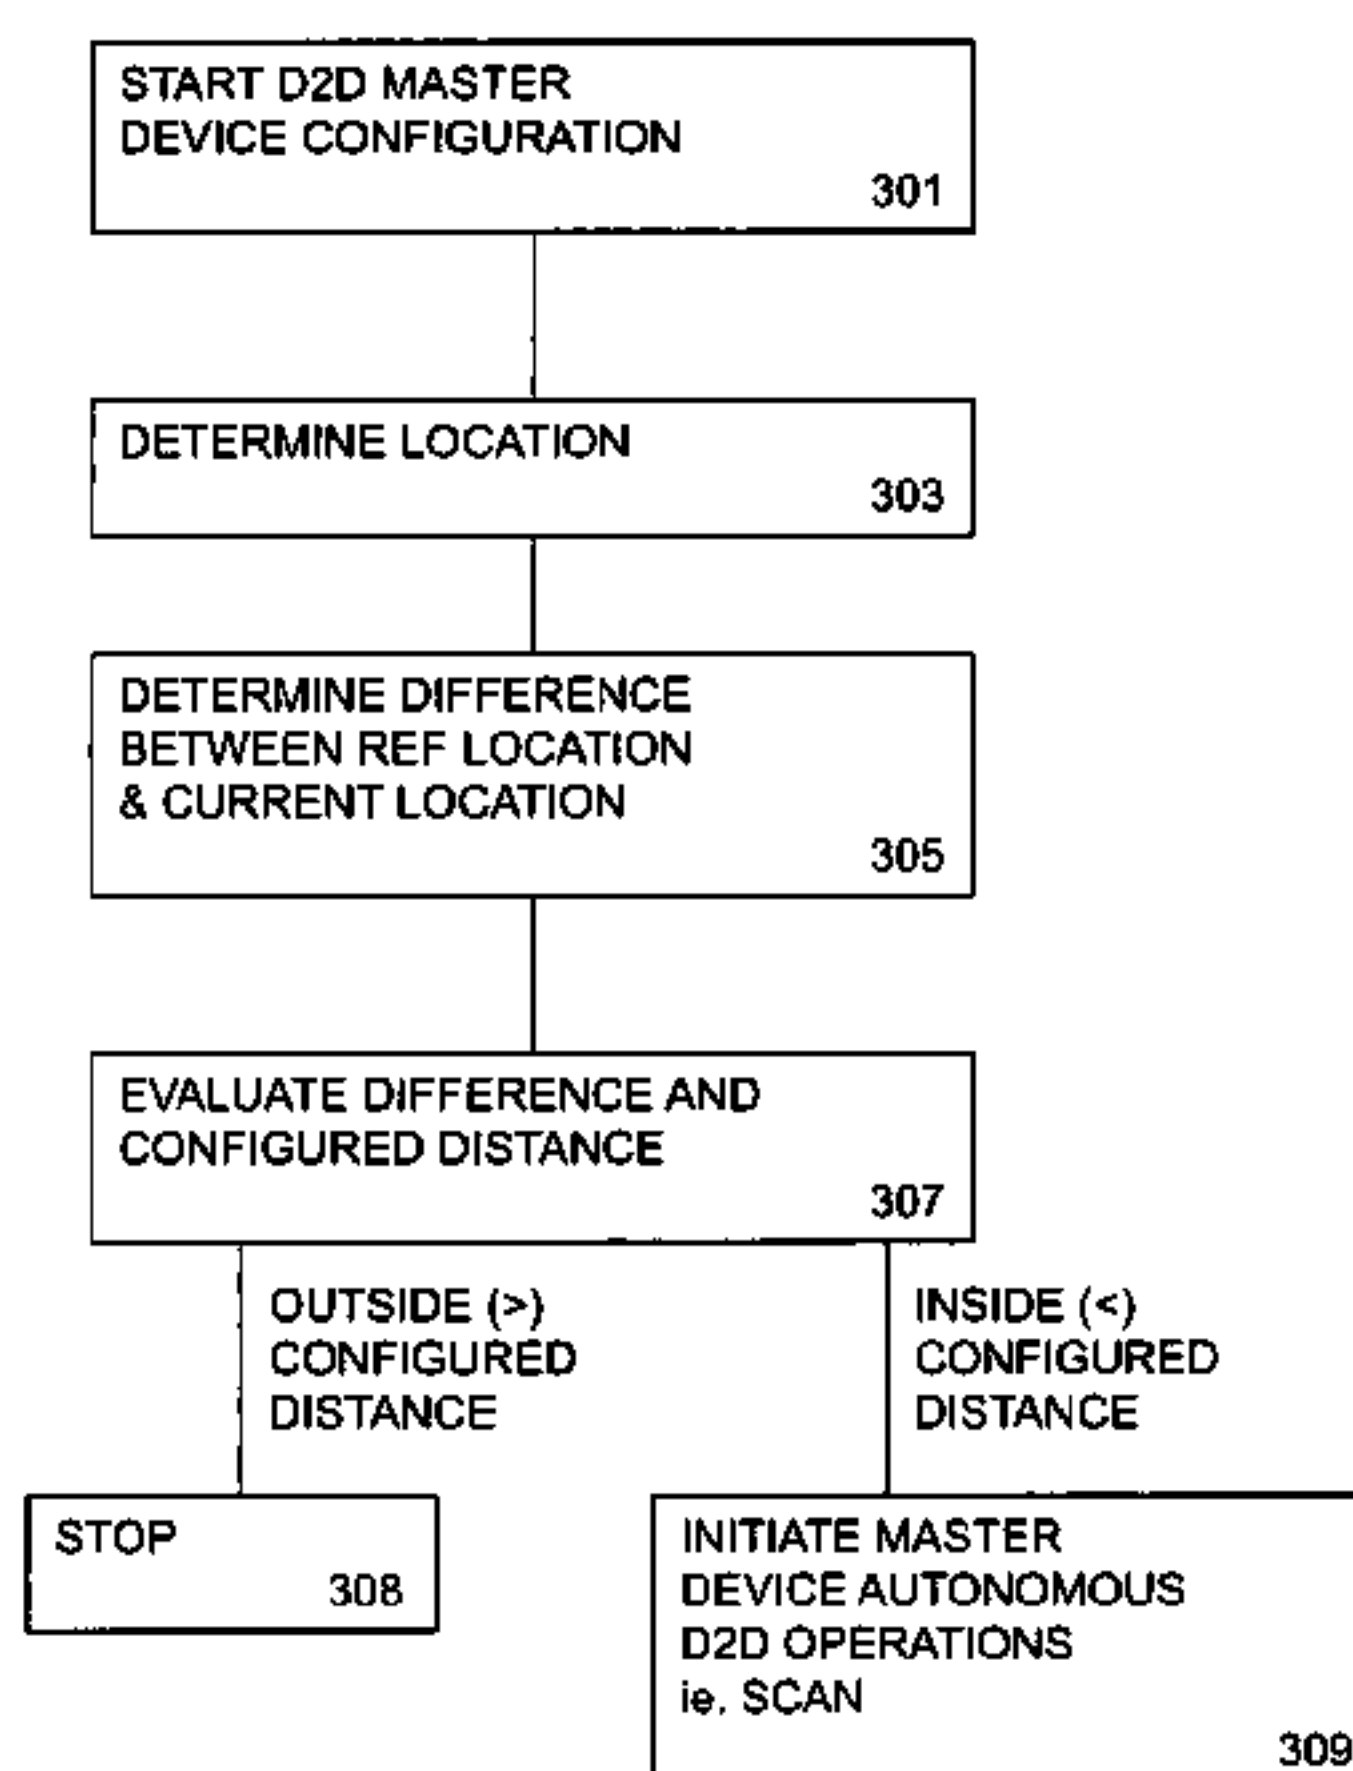 START D2D MASTER
DEVICE CONFIGURATION
301
DETERMINE LOCATION
303
DETERMINE DIFFERENCE
BETWEEN REF LOCATION
& CURRENT LOCATION
305
EVALUATE DIFFERENCE AND
CONFIGURED DISTANCE
307
OUTSIDE (>)
CONFIGURED
DISTANCE
INSIDE (<)
CONFIGURED
DISTANCE
STOP
308
INITIATE MASTER
DEVICE AUTONOMOUS
D2D OPERATIONS
ie. SCAN
309